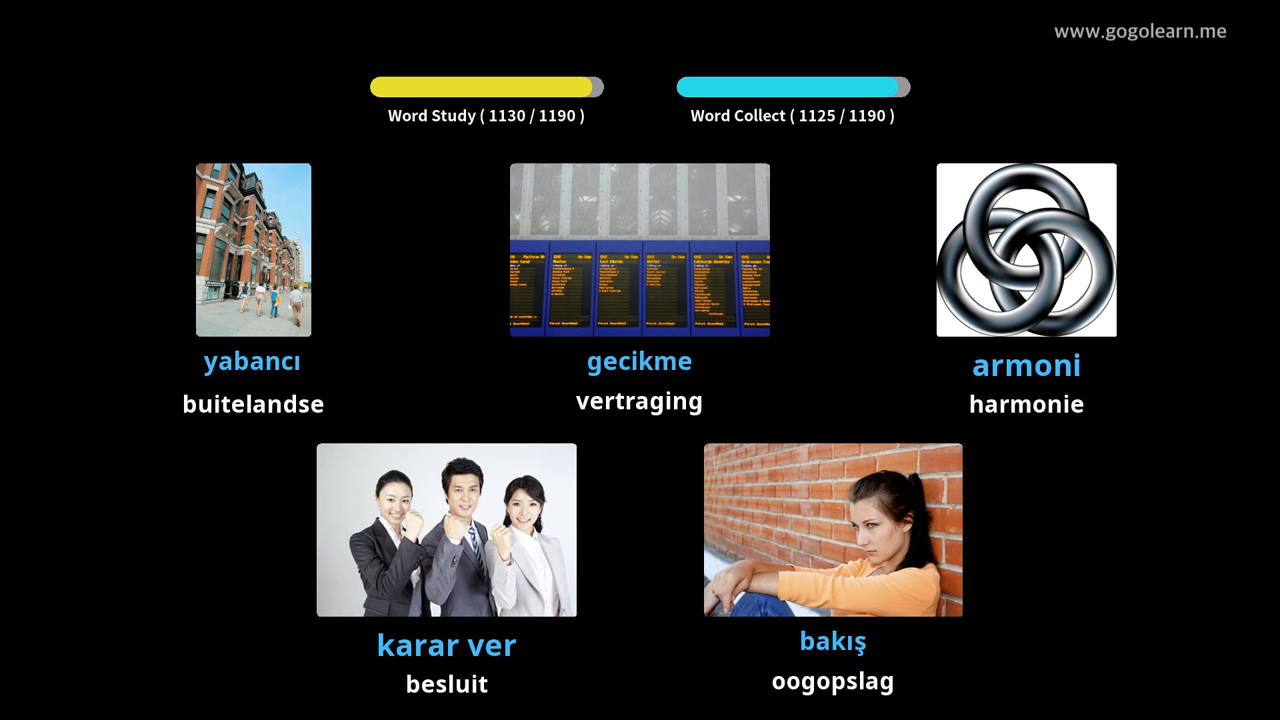 www.gogolearn.me
Word Study ( 1130 / 1190 )
Word Collect ( 1125 / 1190 )
yabancı
buitelandse
gecikme
vertraging
armoni
harmonie
karar ver
besluit
bakış
oogopslag